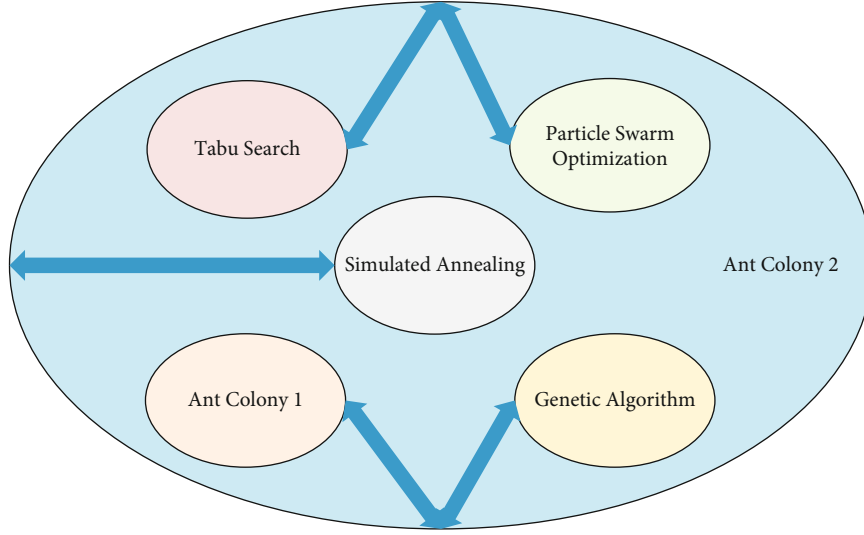 Tabu Search
Particle Swarm
Optimization
Simulated Annealing
Ant Colony 2
Ant Colony 1
Genetic Algorithm